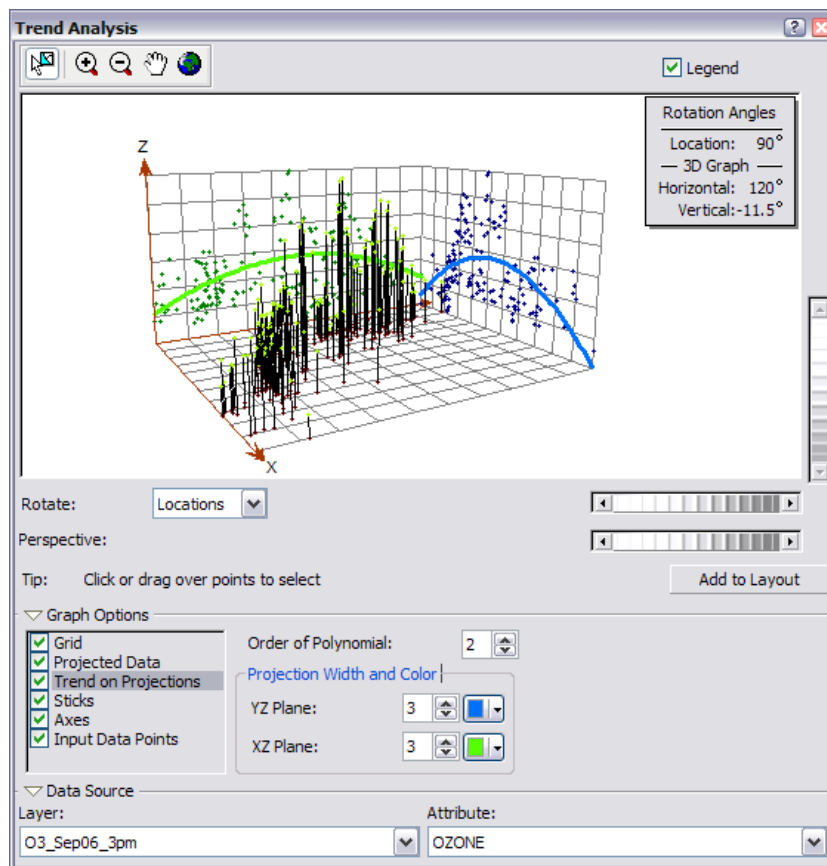 Trend Analysis
Legend
Rotation Angles
Location: 90°
3D Graph
Horizontal: 120°
Vertical:-11.5°
Z
X
Rotate: Locations
Perspective:
Tip: Click or drag over points to select Add to Layout
Graph Options
Grid
Projected Data
Trend on Projections
Sticks
Axes
Input Data Points
Order of Polynomial: 2
Projection Width and Color
YZ Plane: 3
XZ Plane: 3
Data Source
Layer: Attribute:
O3_Sep06_3pm OZONE